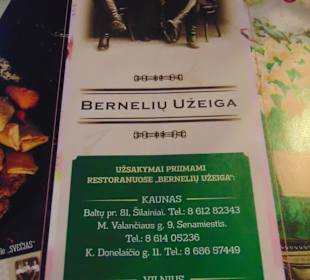 BERNELIŲ UŽEIGA
UŽSAKYMAI PRIIMAMI
RESTORANUOSE „BERNELIŲ UŽEIGA":
KAUNAS
Baltų pr. 81, Šilainiai. Tel.: 8 612 82343
M. Valančiaus g. 9, Senamiestis.
Tel.: 8 614 05236
K. Donelaičio g. 11. Tel.: 8 686 57449
VILNIUS
„SVEČIAS"